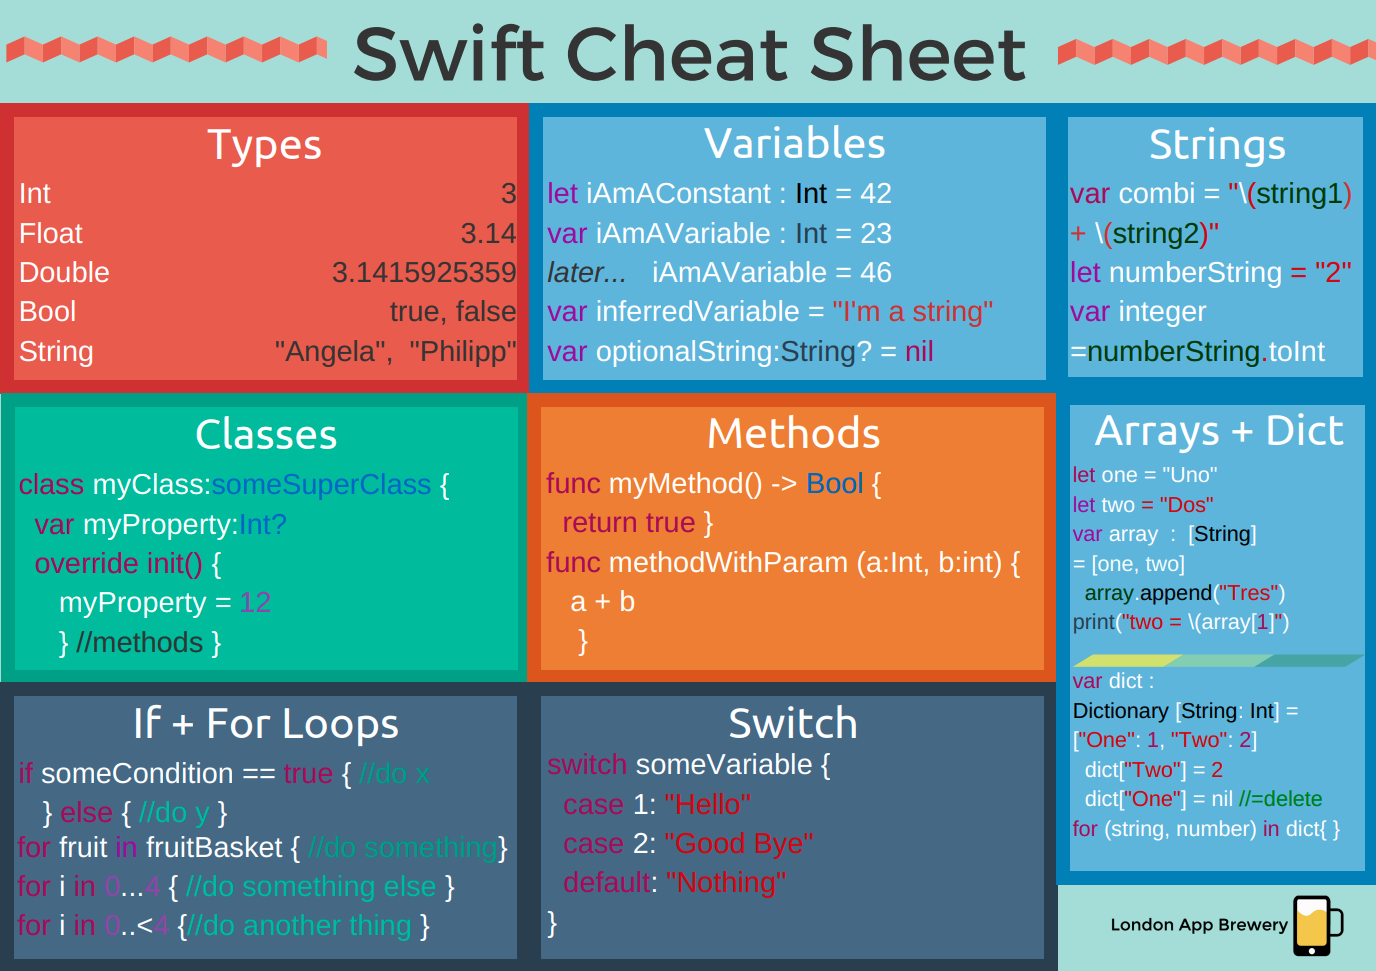 Swift Cheat Sheet
Types
Int 3
Float 3.14
Double 3.1415925359
Bool true, false
String "Angela", "Philipp"
Variables
let iAmAConstant : Int = 42
var iAmAVariable : Int = 23
later... iAmAVariable = 46
var inferredVariable = "I'm a string"
var optionalString:String? = nil
Strings
var combi = "\(string1)
+ \(string2)"
let numberString = "2"
var integer
=numberString.toInt
Classes
class myClass:someSuperClass {
var myProperty:Int?
override init() {
myProperty = 12
} //methods }
Methods
func myMethod() -> Bool {
return true }
func methodWithParam (a:Int, b:int) {
a + b
}
Arrays + Dict
let one = "Uno"
let two = "Dos"
var array : [String]
= [one, two]
array.append("Tres")
print("two = \(array[1]")
var dict :
Dictionary [String: Int] =
["One": 1, "Two": 2]
dict["Two"] = 2
dict["One"] = nil //=delete
for (string, number) in dict{ }
If + For Loops
if someCondition == true { //do x
} else { //do y }
for fruit in fruitBasket { //do something}
for i in 0...4 { //do something else }
for i in 0..<4 {//do another thing }
Switch
switch someVariable {
case 1: "Hello"
case 2: "Good Bye"
default: "Nothing"
}
London App Brewery